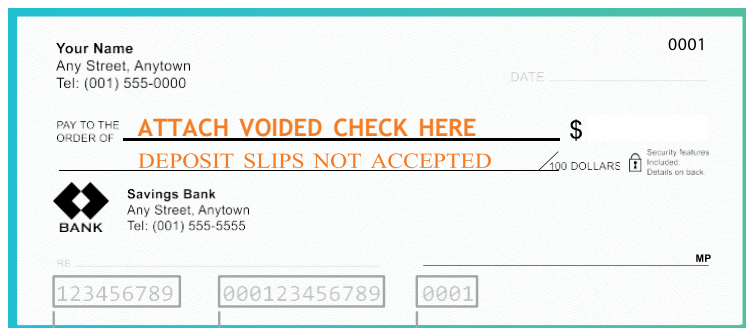 Your Name
0001
Any Street, Anytown
Tel: (001) 555-0000
DATE
PAY TO THE
ORDER OF
ATTACH VOIDED CHECK HERE
$
DEPOSIT SLIPS NOT ACCEPTED
100 DOLLARS
Security features
Included.
Details on back.
BANK
Savings Bank
Any Street, Anytown
Tel: (001) 555-5555
RE
MP
123456789 000123456789 0001